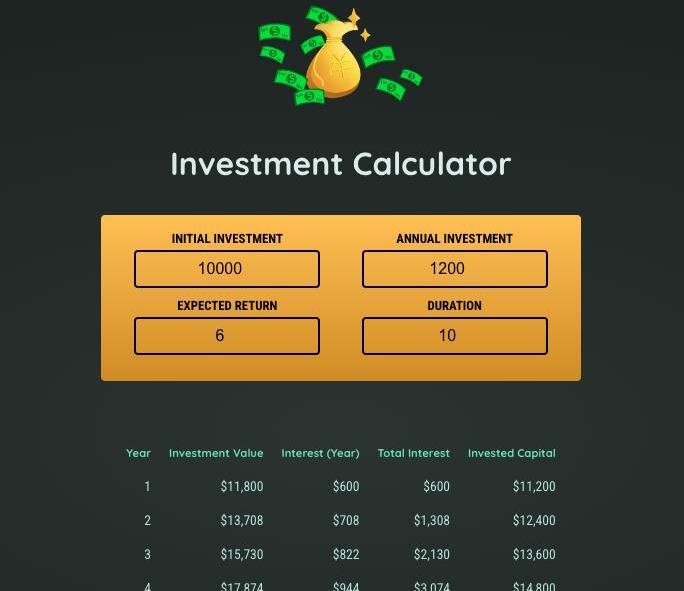 Investment Calculator
INITIAL INVESTMENT ANNUAL INVESTMENT
10000 1200
EXPECTED RETURN DURATION
6 10
Year Investment Value Interest (Year) Total Interest Invested Capital
1 $11,800 $600 $600 $11,200
2 $13,708 $708 $1,308 $12,400
3 $15,730 $822 $2,130 $13,600
4 $17,874 $944 $3,074 $14,800